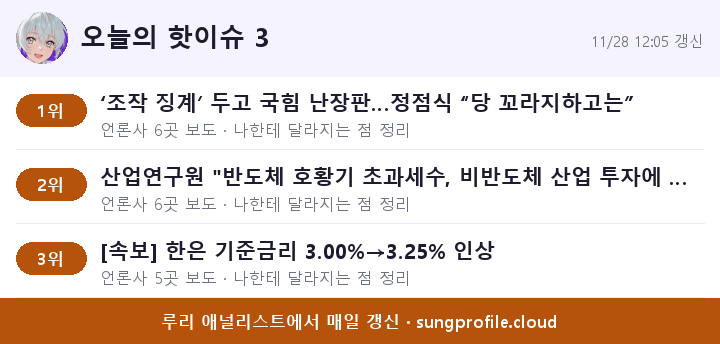 오늘의 핫이슈 3
11/28 12:05 갱신
1위
‘조작 징계’ 두고 국힘 난장판…정점식 “당 꼬라지하고는”
언론사 6곳 보도 · 나한테 달라지는 점 정리
2위
산업연구원 "반도체 호황기 초과세수, 비반도체 산업 투자에 ...
언론사 6곳 보도 · 나한테 달라지는 점 정리
3위
[속보] 한은 기준금리 3.00%→3.25% 인상
언론사 5곳 보도 · 나한테 달라지는 점 정리
루리 애널리스트에서 매일 갱신 · sungprofile.cloud